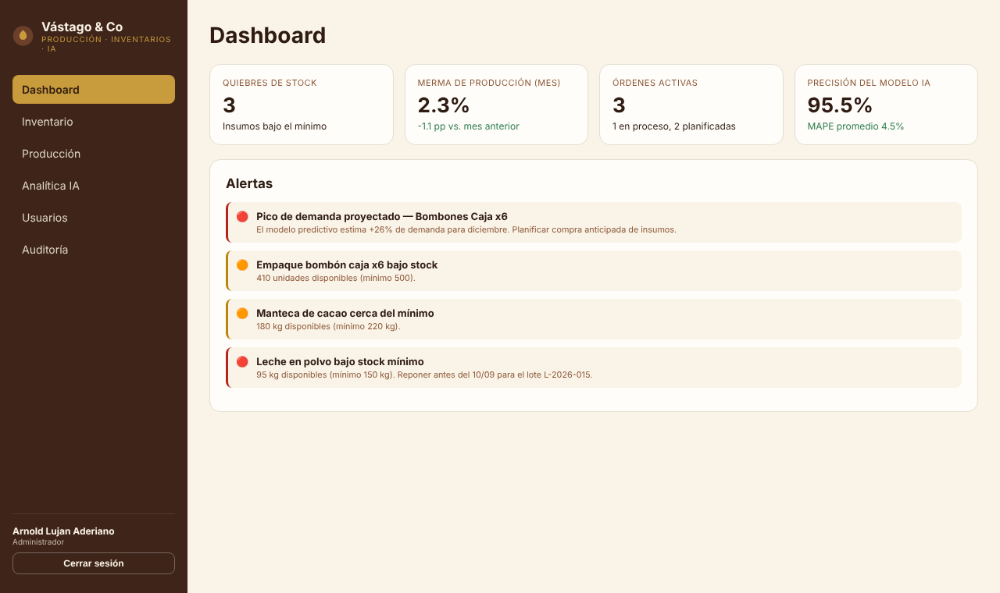 Vástago & Co
PRODUCCIÓN · INVENTARIOS
· IA
Dashboard
Inventario
Producción
Analítica IA
Usuarios
Auditoría
Arnold Lujan Aderiano
Administrador
Cerrar sesión
Dashboard
QUIEBRES DE STOCK
3
Insumos bajo el mínimo
MERMA DE PRODUCCIÓN (MES)
2.3%
-1.1 pp vs. mes anterior
ÓRDENES ACTIVAS
3
1 en proceso, 2 planificadas
PRECISIÓN DEL MODELO IA
95.5%
MAPE promedio 4.5%
Alertas
Pico de demanda proyectado — Bombones Caja x6
El modelo predictivo estima +26% de demanda para diciembre. Planificar compra anticipada de insumos.
Empaque bombón caja x6 bajo stock
410 unidades disponibles (mínimo 500).
Manteca de cacao cerca del mínimo
180 kg disponibles (mínimo 220 kg).
Leche en polvo bajo stock mínimo
95 kg disponibles (mínimo 150 kg). Reponer antes del 10/09 para el lote L-2026-015.